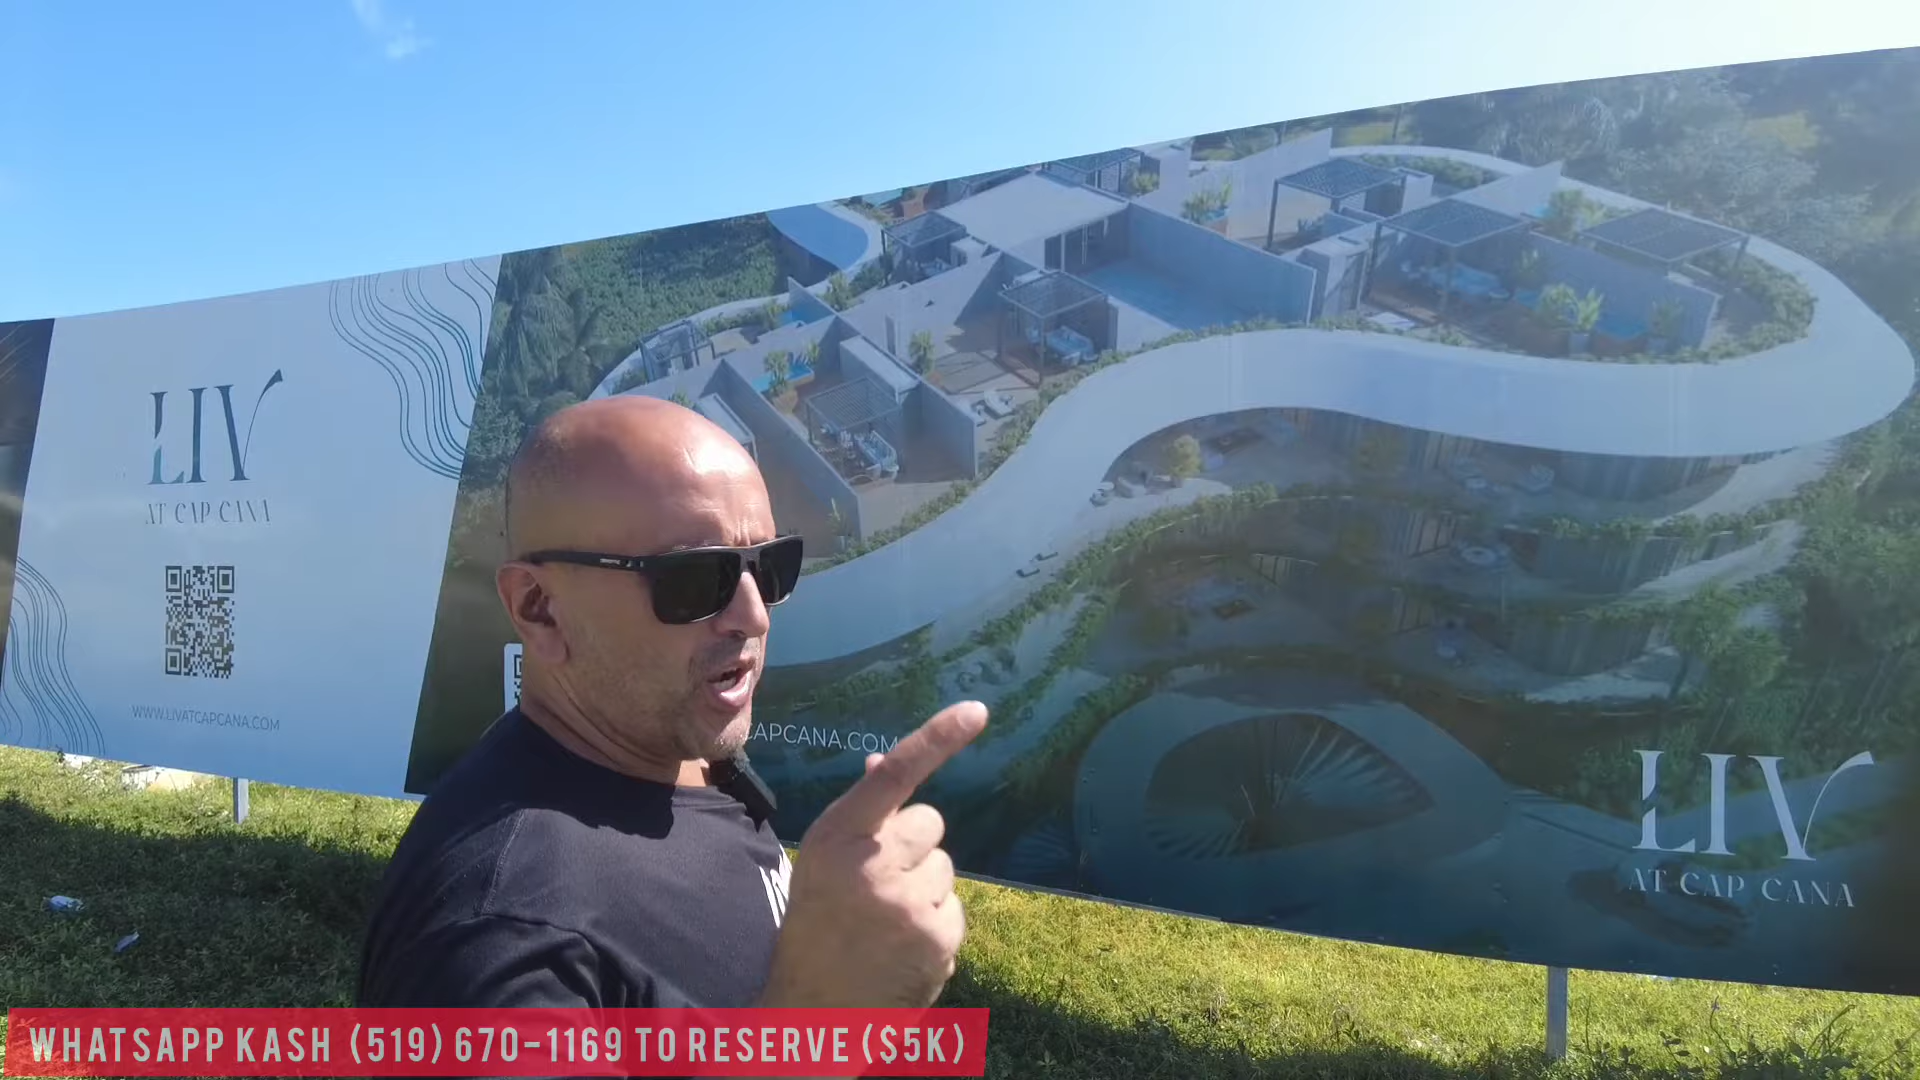 LIV
AT CAP CANA
WWW.LIVATCAPCANA.COM
CAPCANA.COM
LIV
AT CAP CANA
WHATSAPP KASH (519) 670-1169 TO RESERVE ($5K)